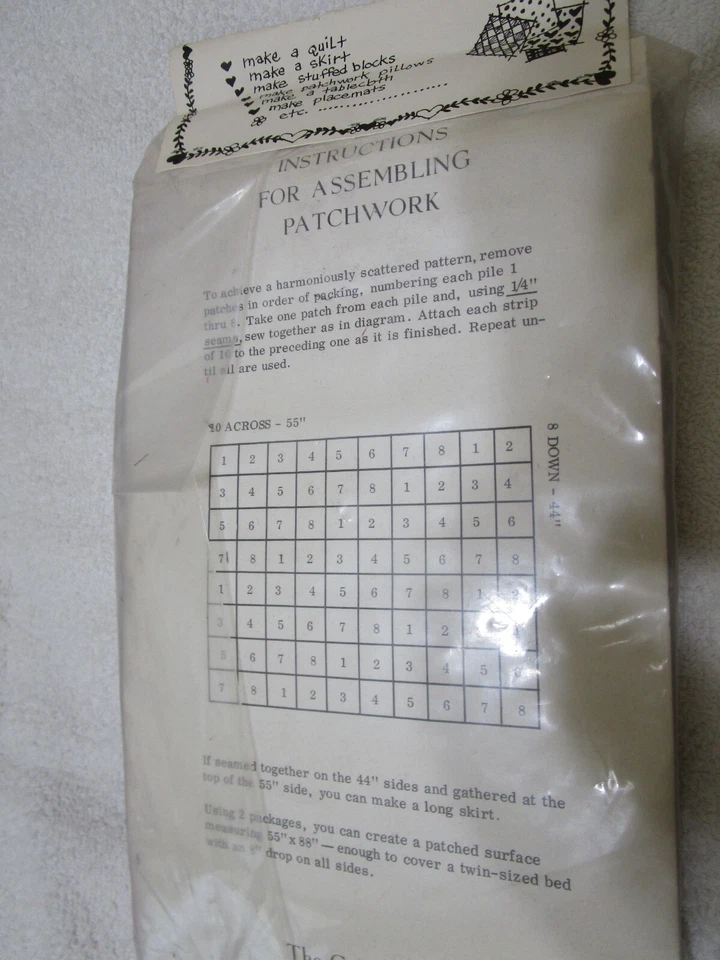 make a quilt
make a skirt
make stuffed blocks
make patchwork pillows
make a tablecloth
make placemats
etc. ......................
INSTRUCTIONS
FOR ASSEMBLING
PATCHWORK
To achieve a harmoniously scattered pattern, remove
patches in order of packing, numbering each pile 1
thru 8. Take one patch from each pile and, using 1/4"
seams, sew together as in diagram. Attach each strip
of 10 to the preceding one as it is finished. Repeat un-
til all are used.
10 ACROSS - 55"
8 DOWN - 44"
1 2 3 4 5 6 7 8 1 2
3 4 5 6 7 8 1 2 3 4
5 6 7 8 1 2 3 4 5 6
7 8 1 2 3 4 5 6 7 8
1 2 3 4 5 6 7 8 1 2
3 4 5 6 7 8 1 2 4
5 6 7 8 1 2 3 4 5 6
7 8 1 2 3 4 5 6 7 8
If seamed together on the 44" sides and gathered at the
top of the 55" side, you can make a long skirt.
Using 2 packages, you can create a patched surface
measuring 55" x 88" — enough to cover a twin-sized bed
with an 8" drop on all sides.
The